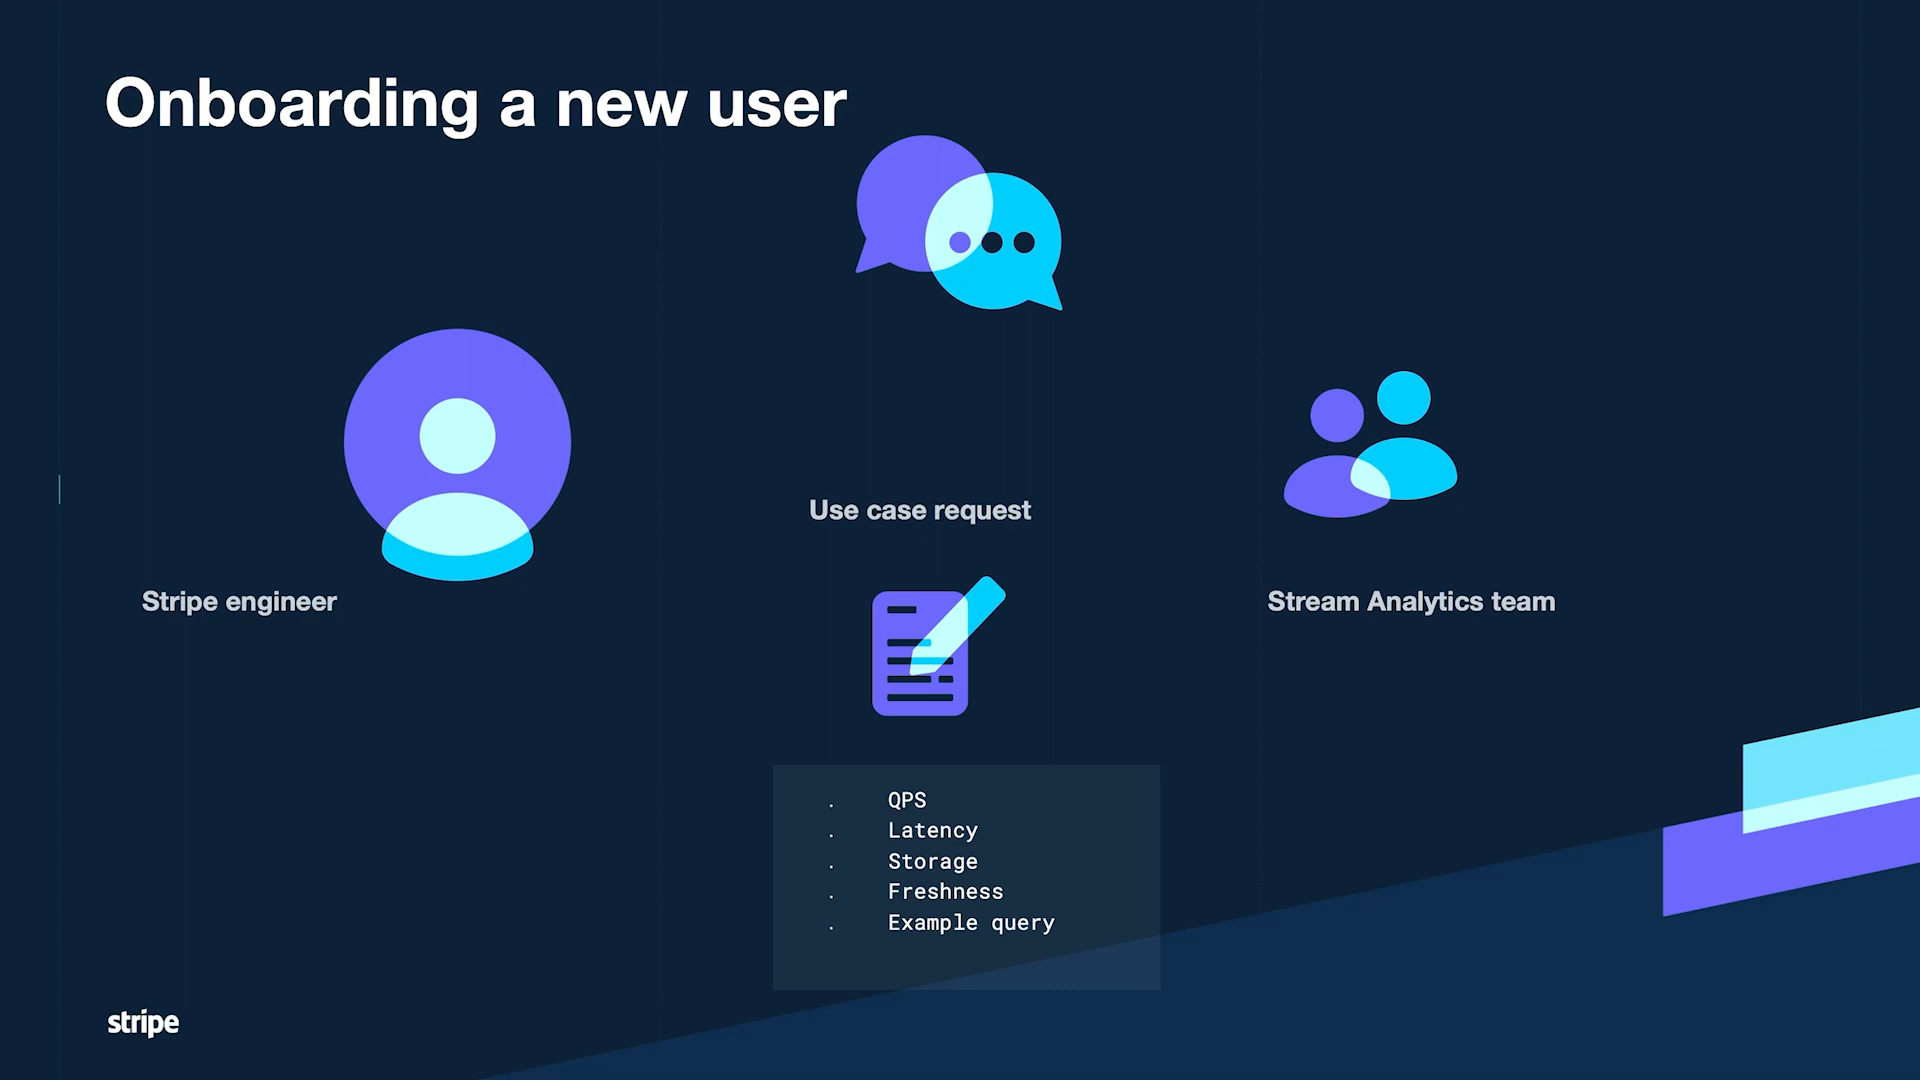 Onboarding a new user
Use case request
Stripe engineer
Stream Analytics team
. QPS
. Latency
. Storage
. Freshness
. Example query
stripe